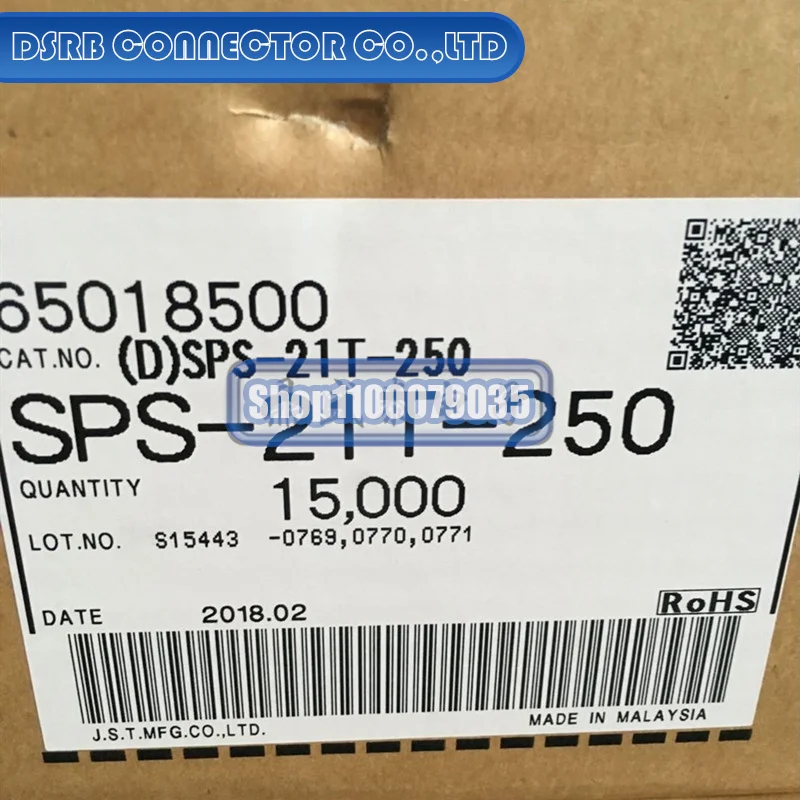 DSRB CONNECTOR CO.,LTD
65018500
CAT.NO. (D)SPS-21T-250
Shop1106079035
SPS-21T-250
QUANTITY 15,000
LOT.NO. S15443 -0769,0770,0771
DATE 2018.02
RoHS
J.S.T.MFG.CO.,LTD. MADE IN MALAYSIA